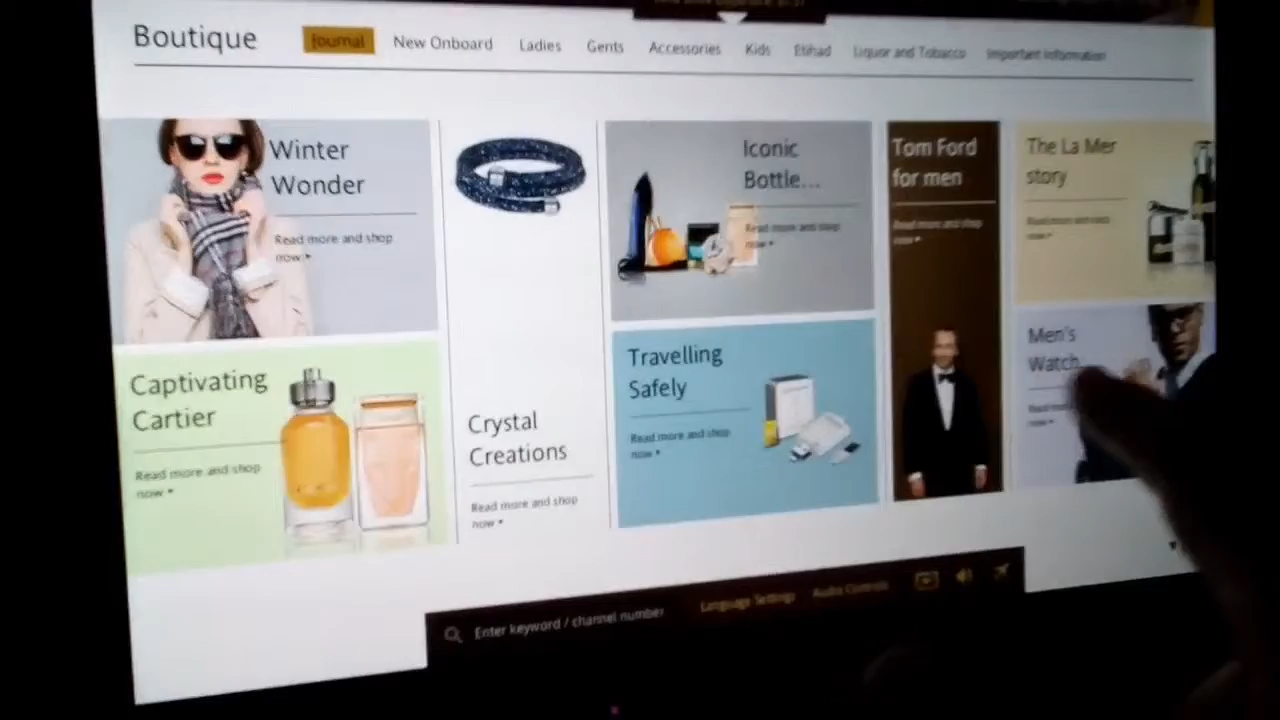 Boutique
Journal
New Onboard
Ladies
Gents
Accessories
Kids
Etihad
Liquor and Tobacco
Important Information
Winter
Wonder
Read more and shop
now
Captivating
Cartier
Read more and shop
now
Crystal
Creations
Read more and shop
now
Iconic
Bottle...
Read more and shop
now
Travelling
Safely
Read more and shop
now
Tom Ford
for men
Read more and shop
now
The La Mer
story
Read more and shop
now
Men's
Watch
Read more
now
Enter keyword / channel number
Language Settings
Audio Controls